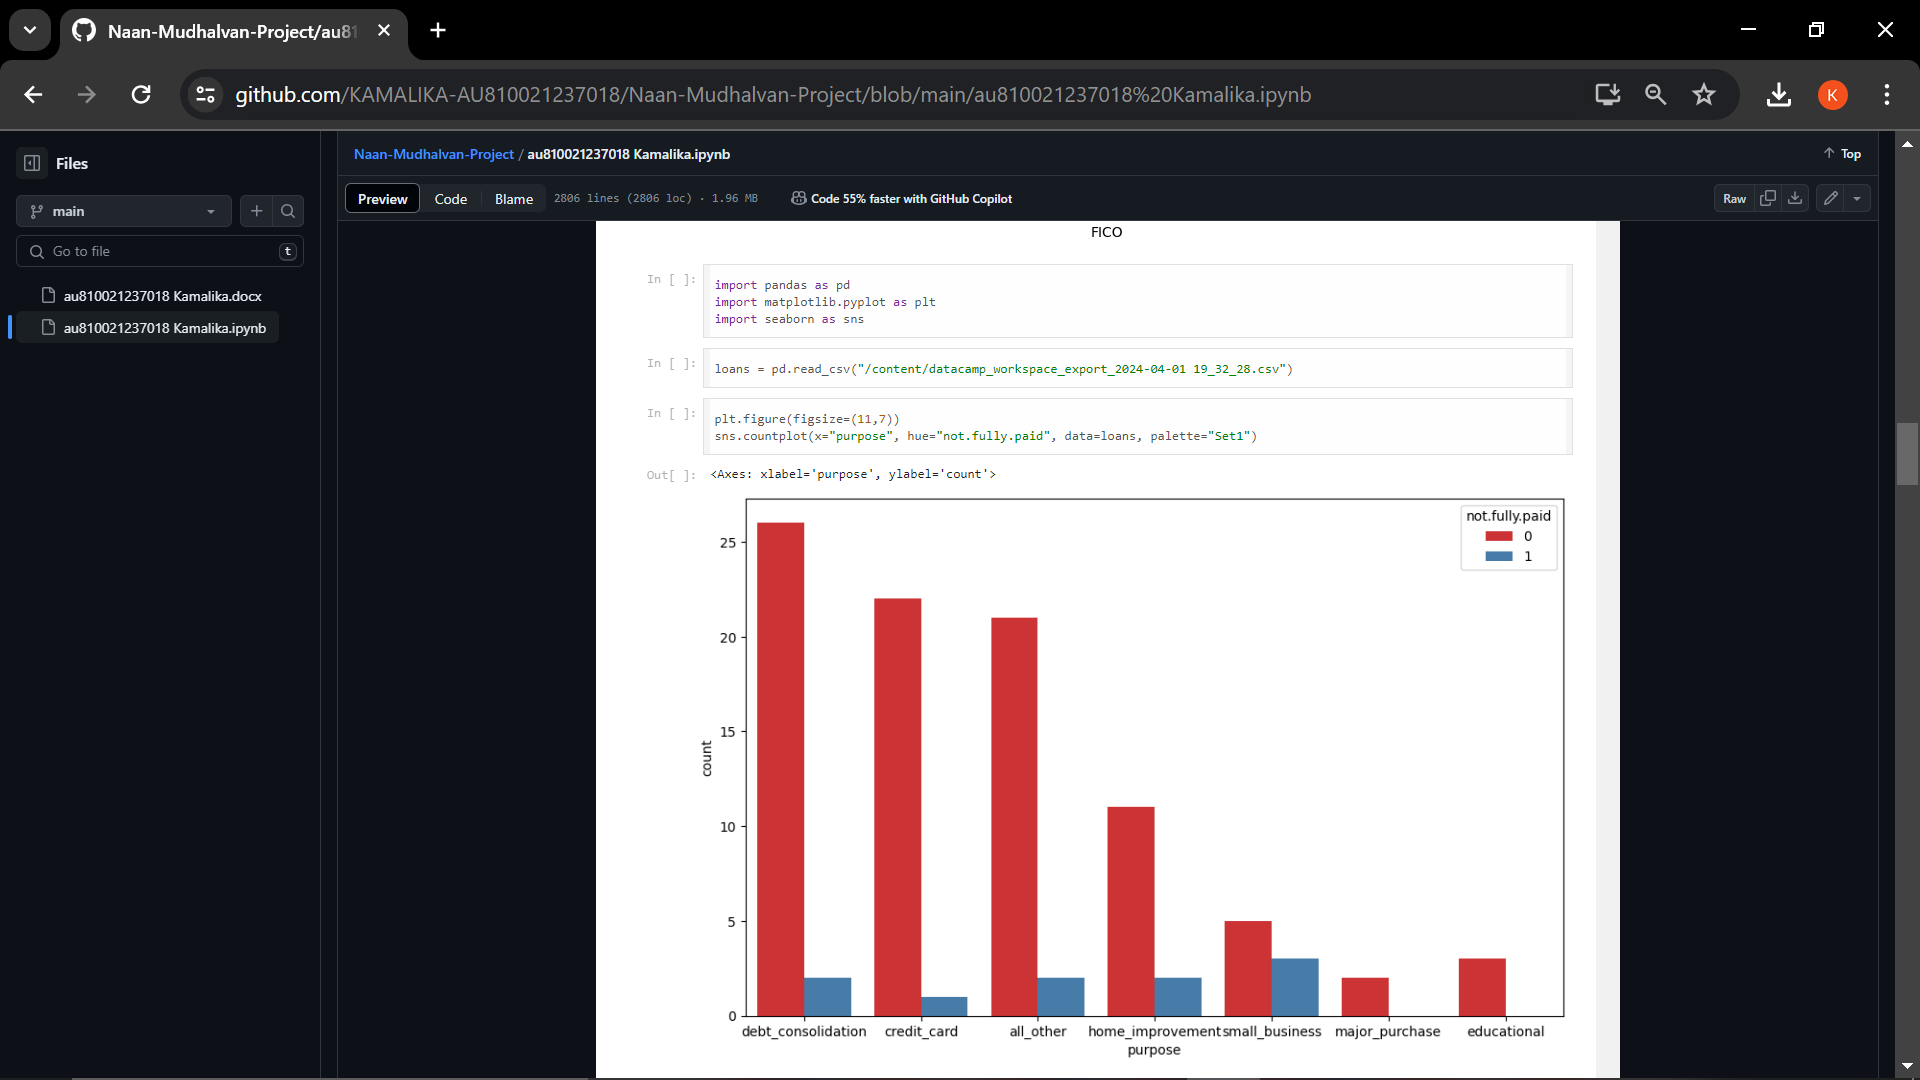 Naan-Mudhalvan-Project/au81
github.com/KAMALIKA-AU810021237018/Naan-Mudhalvan-Project/blob/main/au810021237018%20Kamalika.ipynb
K
Files
main
Go to file
t
au810021237018 Kamalika.docx
au810021237018 Kamalika.ipynb
Naan-Mudhalvan-Project / au810021237018 Kamalika.ipynb
Top
Preview Code Blame 2806 lines (2806 loc) · 1.96 MB Code 55% faster with GitHub Copilot
Raw
FICO
In [ ]:
import pandas as pd
import matplotlib.pyplot as plt
import seaborn as sns
In [ ]:
loans = pd.read_csv("/content/datacamp_workspace_export_2024-04-01 19_32_28.csv")
In [ ]:
plt.figure(figsize=(11,7))
sns.countplot(x="purpose", hue="not.fully.paid", data=loans, palette="Set1")
Out[ ]: <Axes: xlabel='purpose', ylabel='count'>
not.fully.paid
0
1
25
20
15
10
5
0
count
debt_consolidation credit_card all_other home_improvement small_business major_purchase educational
purpose